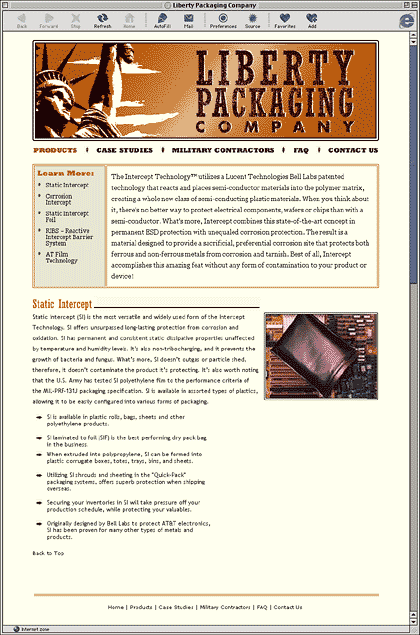 Liberty Packaging Company
Back Forward Stop Refresh Home AutoFill Mail Preferences Source Favorites Add
LIBERTY
PACKAGING
COMPANY
PRODUCTS CASE STUDIES MILITARY CONTRACTORS FAQ CONTACT US
Learn More:
Static Intercept
Corrosion
Intercept
Static Intercept
Foil
RIBS - Reactive
Intercept Barrier
System
AT Film
Technology
The Intercept Technology™ utilizes a Lucent Technologies Bell Labs patented
technology that reacts and places semi-conductor materials into the polymer matrix,
creating a whole new class of semi-conducting plastic materials. When you think about
it, there's no better way to protect electrical components, wafers or chips than with a
semi-conductor. What's more, Intercept combines this state-of-the-art concept in
permanent ESD protection with unequaled corrosion protection. The result is a
material designed to provide a sacrificial, preferential corrosion site that protects both
ferrous and non-ferrous metals from corrosion and tarnish. Best of all, Intercept
accomplishes this amazing feat without any form of contamination to your product or
device!
Static Intercept
Static Intercept (SI) is the most versatile and widely used form of the Intercept
Technology. SI offers unsurpassed long-lasting protection from corrosion and
oxidation. SI has permanent and consistent static dissipative properties unaffected
by temperature and humidity levels. It's also non-tribocharging, and it prevents the
growth of bacteria and fungus. What's more, SI doesn't outgas or particle shed,
therefore, it doesn't contaminate the product it's protecting. It's also worth noting
that the U.S. Army has tested SI polyethylene film to the performance criteria of
the MIL-PRF-131J packaging specification. SI is available in assorted types of plastics,
allowing it to be easily configured into various forms of packaging.
SI is available in plastic rolls, bags, sheets and other
polyethylene products.
SI laminated to foil (SIF) is the best performing dry pack bag
in the business.
When extruded into polypropylene, SI can be formed into
plastic corrugate boxes, totes, trays, bins, and sheets.
Utilizing SI shrouds and sheeting in the "Quick-Pack"
packaging systems, offers superb protection when shipping
overseas.
Securing your inventories in SI will take pressure off your
production schedule, while protecting your valuables.
Originally designed by Bell Labs to protect AT&T electronics,
SI has been proven for many other types of metals and
products.
Back to Top
Home | Products | Case Studies | Military Contractors | FAQ | Contact Us
Internet zone